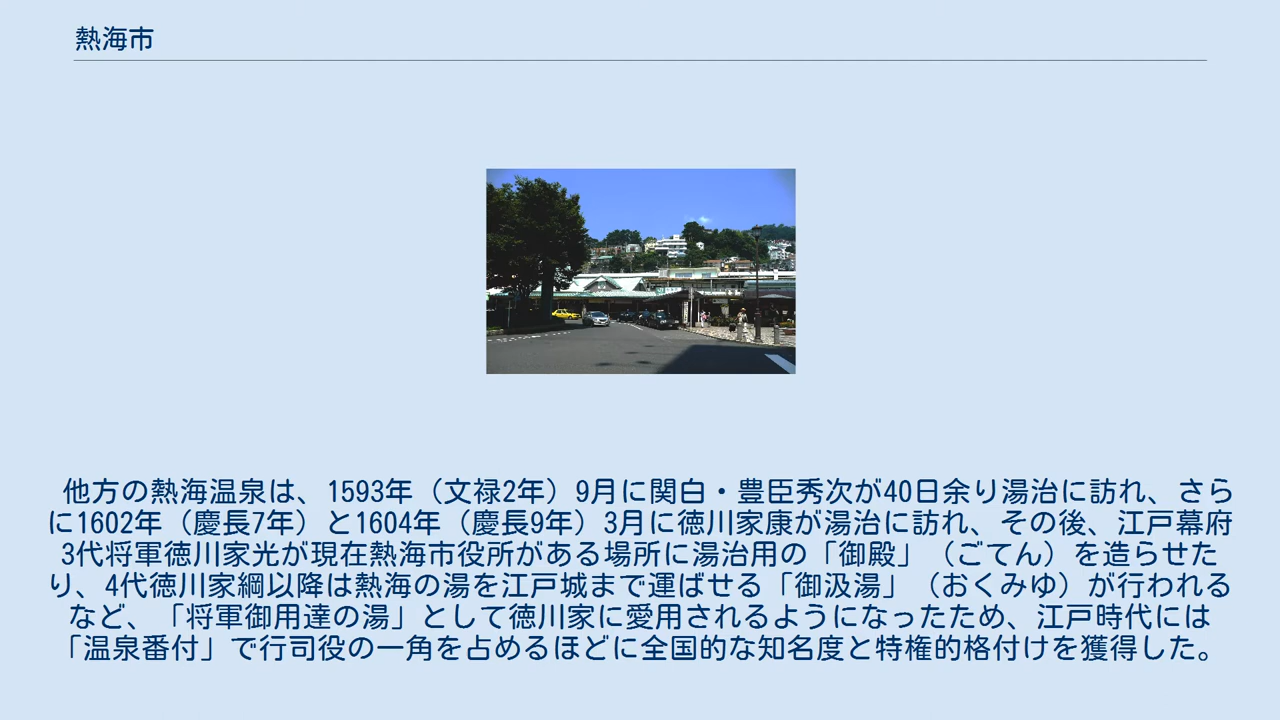 熱海市
他方の熱海温泉は、1593年（文禄2年）9月に関白・豊臣秀次が40日余り湯治に訪れ、さら
に1602年（慶長7年）と1604年（慶長9年）3月に徳川家康が湯治に訪れ、その後、江戸幕府
3代将軍徳川家光が現在熱海市役所がある場所に湯治用の「御殿」（ごてん）を造らせた
り、4代徳川家綱以降は熱海の湯を江戸城まで運ばせる「御汲湯」（おくみゆ）が行われる
など、「将軍御用達の湯」として徳川家に愛用されるようになったため、江戸時代には
「温泉番付」で行司役の一角を占めるほどに全国的な知名度と特権的格付けを獲得した。